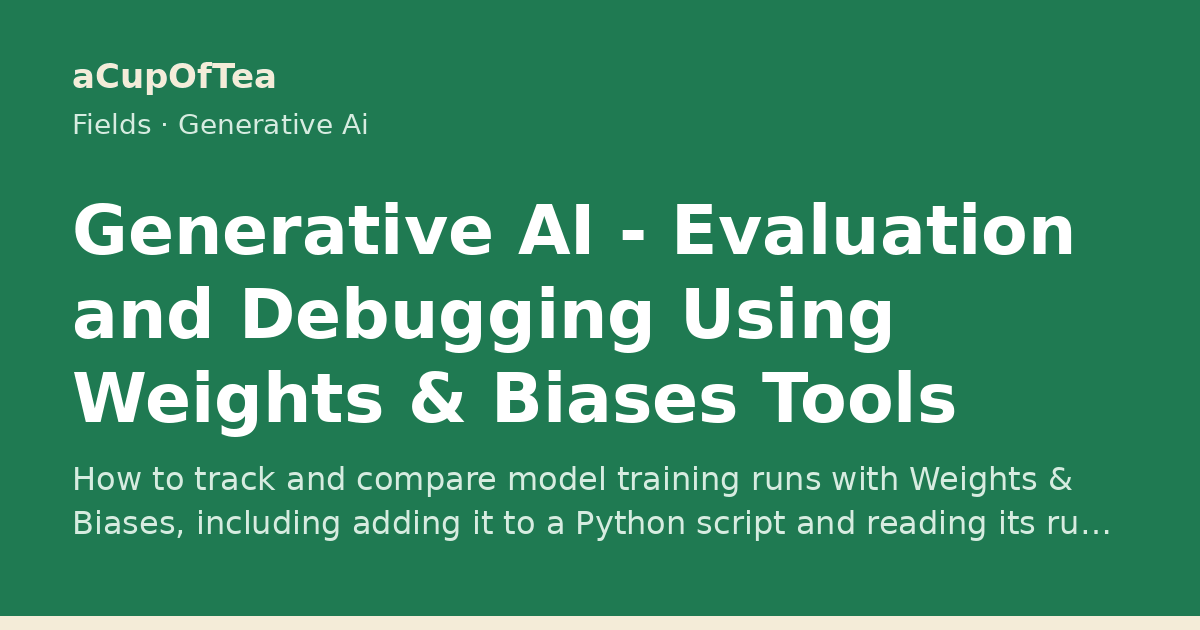 aCupOfTea
Fields · Generative Ai
Generative AI - Evaluation
and Debugging Using
Weights & Biases Tools
How to track and compare model training runs with Weights &
Biases, including adding it to a Python script and reading its ru…